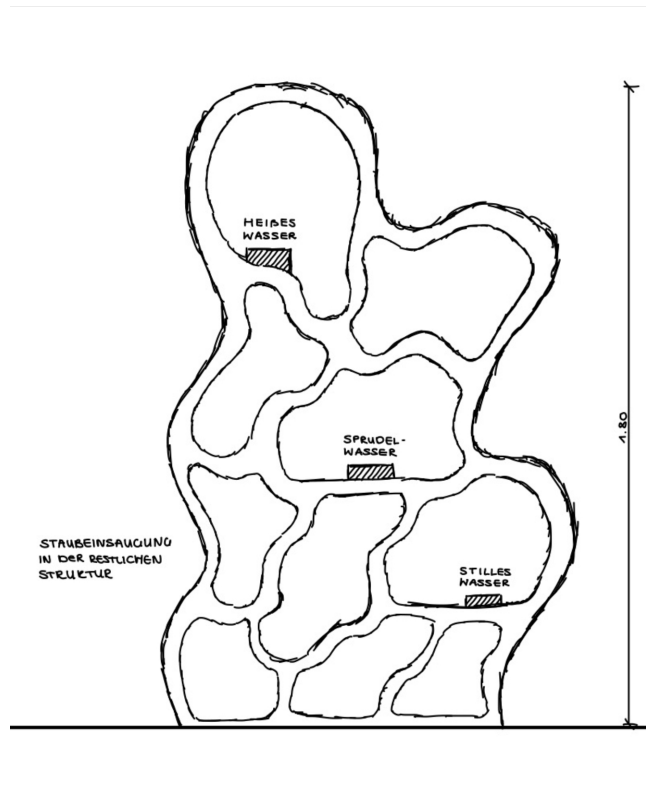 HEIßES
WASSER
SPRUDEL-
WASSER
1.80
STAUBEINSAUGUNG
IN DER RESTLICHEN
STRUKTUR
STILLES
WASSER